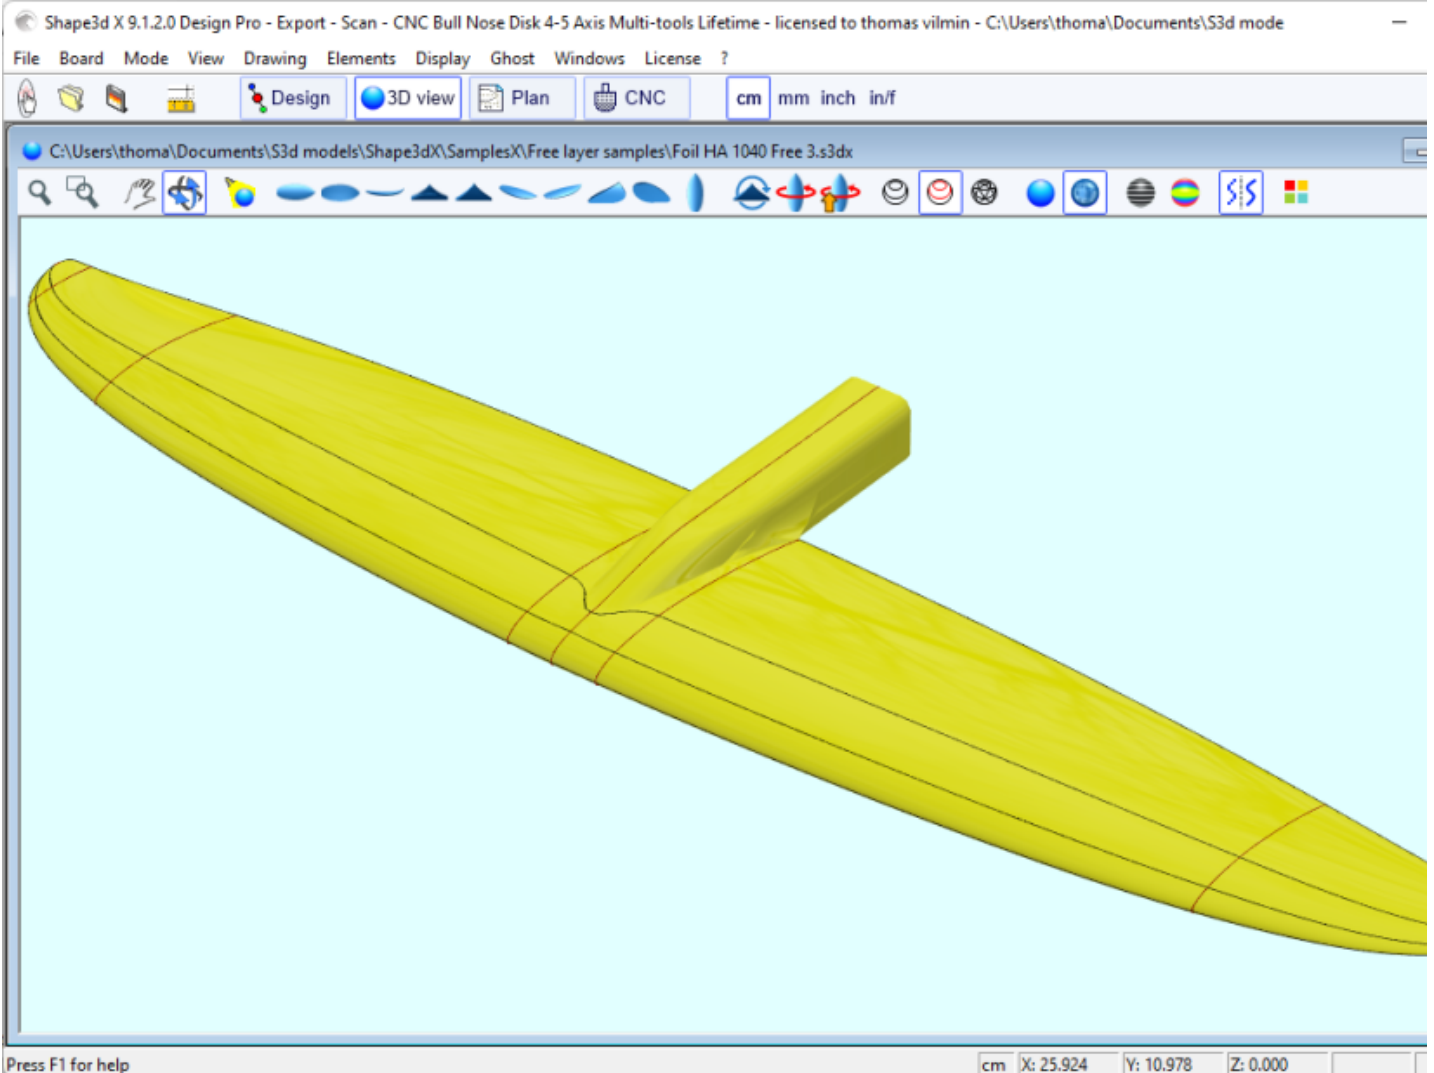 Shape3d X 9.1.2.0 Design Pro - Export - Scan - CNC Bull Nose Disk 4-5 Axis Multi-tools Lifetime - licensed to thomas vilmin - C:\Users\thoma\Documents\S3d mode
File Board Mode View Drawing Elements Display Ghost Windows License ?
Design 3D view Plan CNC cm mm inch in/f
C:\Users\thoma\Documents\S3d models\Shape3dX\SamplesX\Free layer samples\Foil HA 1040 Free 3.s3dx
Press F1 for help cm X: 25.924 Y: 10.978 Z: 0.000